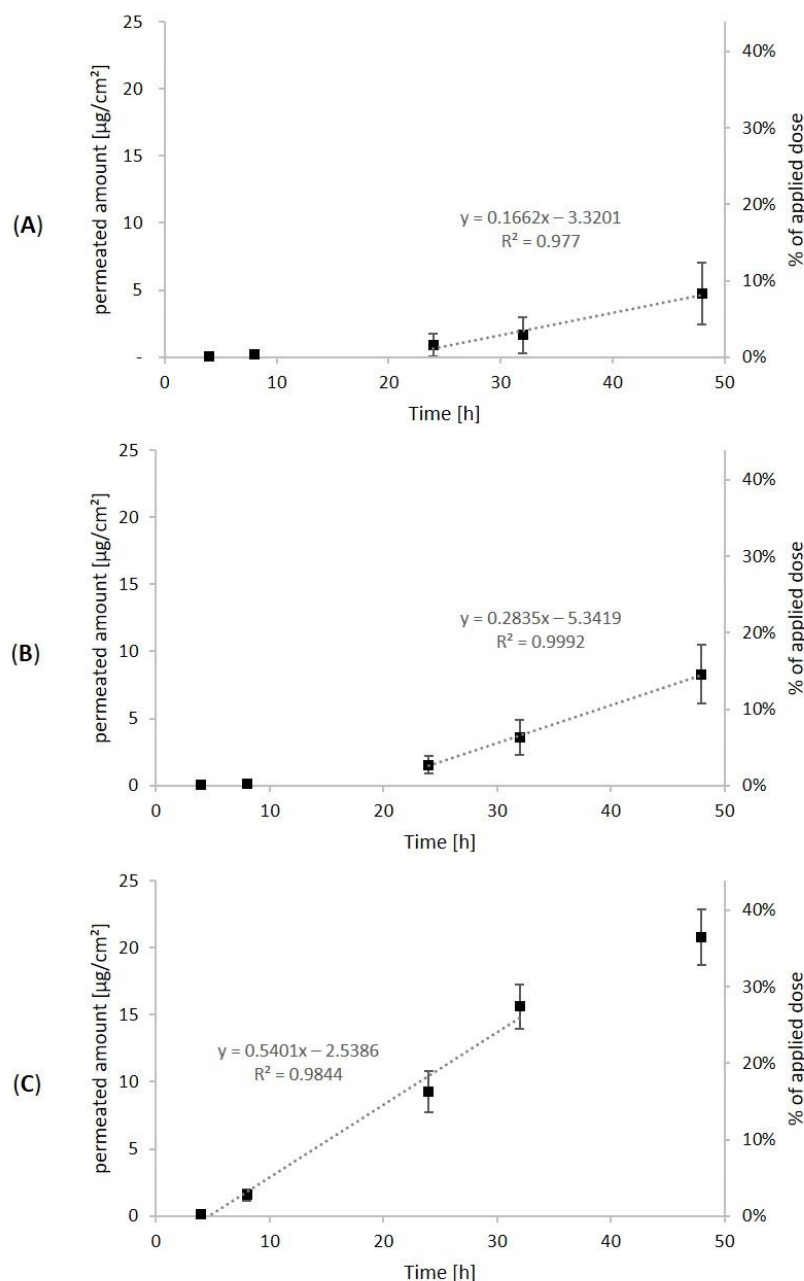 (A)
permeated amount [µg/cm²]
25
20
15
10
5
-
y = 0.1662x – 3.3201
R² = 0.977
40%
30%
20%
10%
0%
% of applied dose
0 10 20 30 40 50
Time [h]
(B)
permeated amount [µg/cm²]
25
20
15
10
5
0
y = 0.2835x – 5.3419
R² = 0.9992
40%
30%
20%
10%
0%
% of applied dose
0 10 20 30 40 50
Time [h]
(C)
permeated amount [µg/cm²]
25
20
15
10
5
0
y = 0.5401x – 2.5386
R² = 0.9844
40%
30%
20%
10%
0%
% of applied dose
0 10 20 30 40 50
Time [h]